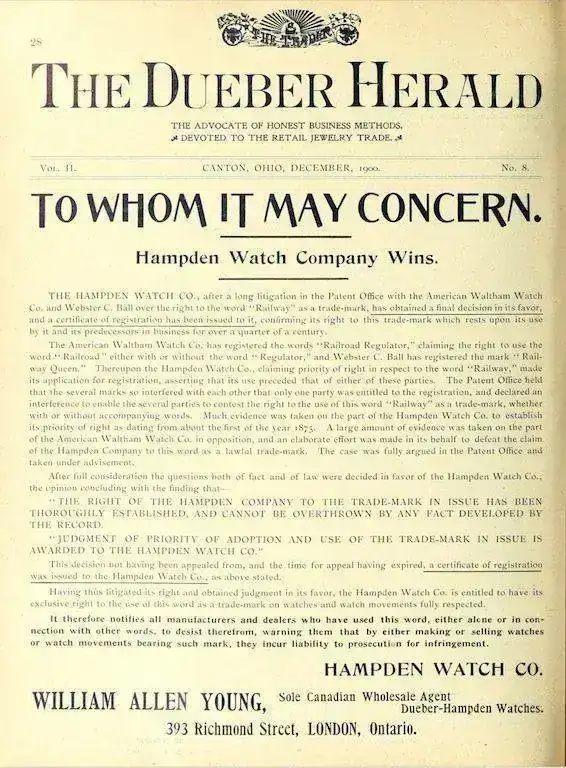 28
THE TRADER
THE DUEBER HERALD
THE ADVOCATE OF HONEST BUSINESS METHODS,
DEVOTED TO THE RETAIL JEWELRY TRADE.
VOL. II. CANTON, OHIO, DECEMBER, 1900. No. 8.
TO WHOM IT MAY CONCERN.
Hampden Watch Company Wins.
THE HAMPDEN WATCH CO., after a long litigation in the Patent Office with the American Waltham Watch
Co. and Webster C. Ball over the right to the word "Railway" as a trade-mark, has obtained a final decision in its favor,
and a certificate of registration has been issued to it, confirming its right to this trade-mark which rests upon its use
by it and its predecessors in business for over a quarter of a century.
The American Waltham Watch Co. has registered the words "Railroad Regulator," claiming the right to use the
word "Railroad" either with or without the word "Regulator," and Webster C. Ball has registered the mark "Rail-
way Queen." Thereupon the Hampden Watch Co., claiming priority of right in respect to the word "Railway," made
its application for registration, asserting that its use preceded that of either of these parties. The Patent Office held
that the several marks so interfered with each other that only one party was entitled to the registration, and declared an
interference to enable the several parties to contest the right to the use of this word "Railway" as a trade-mark, whether
with or without accompanying words. Much evidence was taken on the part of the Hampden Watch Co. to establish
its priority of right as dating from about the first of the year 1875. A large amount of evidence was taken on the part
of the American Waltham Watch Co. in opposition, and an elaborate effort was made in its behalf to defeat the claim
of the Hampden Company to this word as a lawful trade-mark. The case was fully argued in the Patent Office and
taken under advisement.
After full consideration the questions both of fact and of law were decided in favor of the Hampden Watch Co.,
the opinion concluding with the finding that—
"THE RIGHT OF THE HAMPDEN COMPANY TO THE TRADE-MARK IN ISSUE HAS BEEN
THOROUGHLY ESTABLISHED, AND CANNOT BE OVERTHROWN BY ANY FACT DEVELOPED BY
THE RECORD.
"JUDGMENT OF PRIORITY OF ADOPTION AND USE OF THE TRADE-MARK IN ISSUE IS
AWARDED TO THE HAMPDEN WATCH CO."
This decision not having been appealed from, and the time for appeal having expired, a certificate of registration
was issued to the Hampden Watch Co., as above stated.
Having thus litigated its right and obtained judgment in its favor, the Hampden Watch Co. is entitled to have its
exclusive right to the use of this word as a trade-mark on watches and watch movements fully respected.
It therefore notifies all manufacturers and dealers who have used this word, either alone or in con-
nection with other words, to desist therefrom, warning them that by either making or selling watches
or watch movements bearing such mark, they incur liability to prosecution for infringement.
HAMPDEN WATCH CO.
WILLIAM ALLEN YOUNG, Sole Canadian Wholesale Agent
Dueber-Hampden Watches.
393 Richmond Street, LONDON, Ontario.